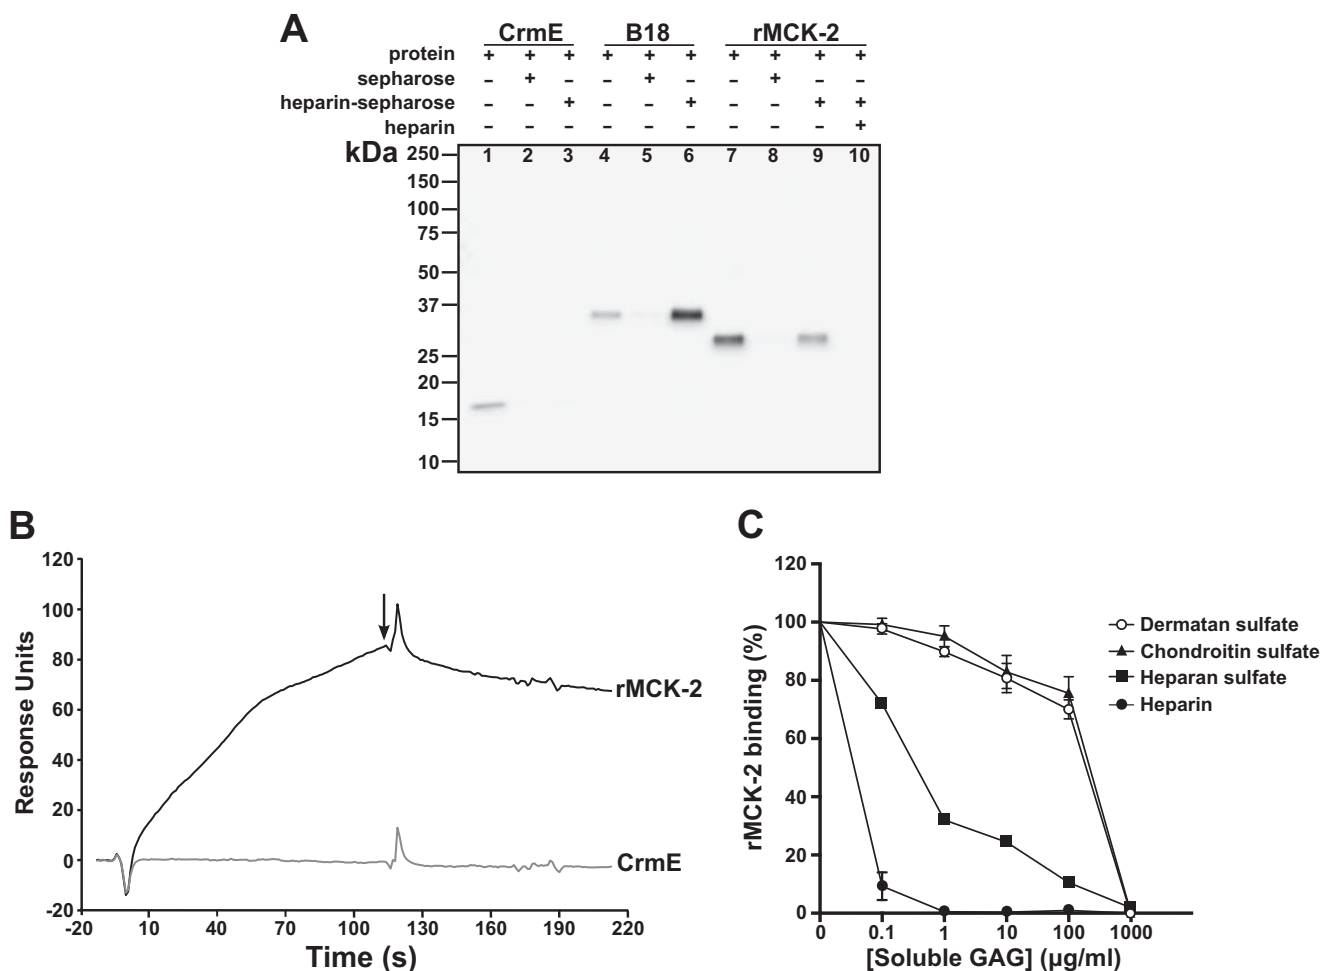 A
CrmE B18 rMCK-2
protein + + + + + + + + + +
sepharose – + – – + – – + – –
heparin-sepharose – – + – – + – – + +
heparin – – – – – – – – – +
kDa 250 1 2 3 4 5 6 7 8 9 10
150
100
75
50
37
25
20
15
10
B
120
100
80
60
40
20
0
-20
Response Units
rMCK-2
CrmE
-20 10 40 70 100 130 160 190 220
Time (s)
C
120
100
80
60
40
20
0
rMCK-2 binding (%)
Dermatan sulfate
Chondroitin sulfate
Heparan sulfate
Heparin
0 0.1 1 10 100 1000
[Soluble GAG] (µg/ml)